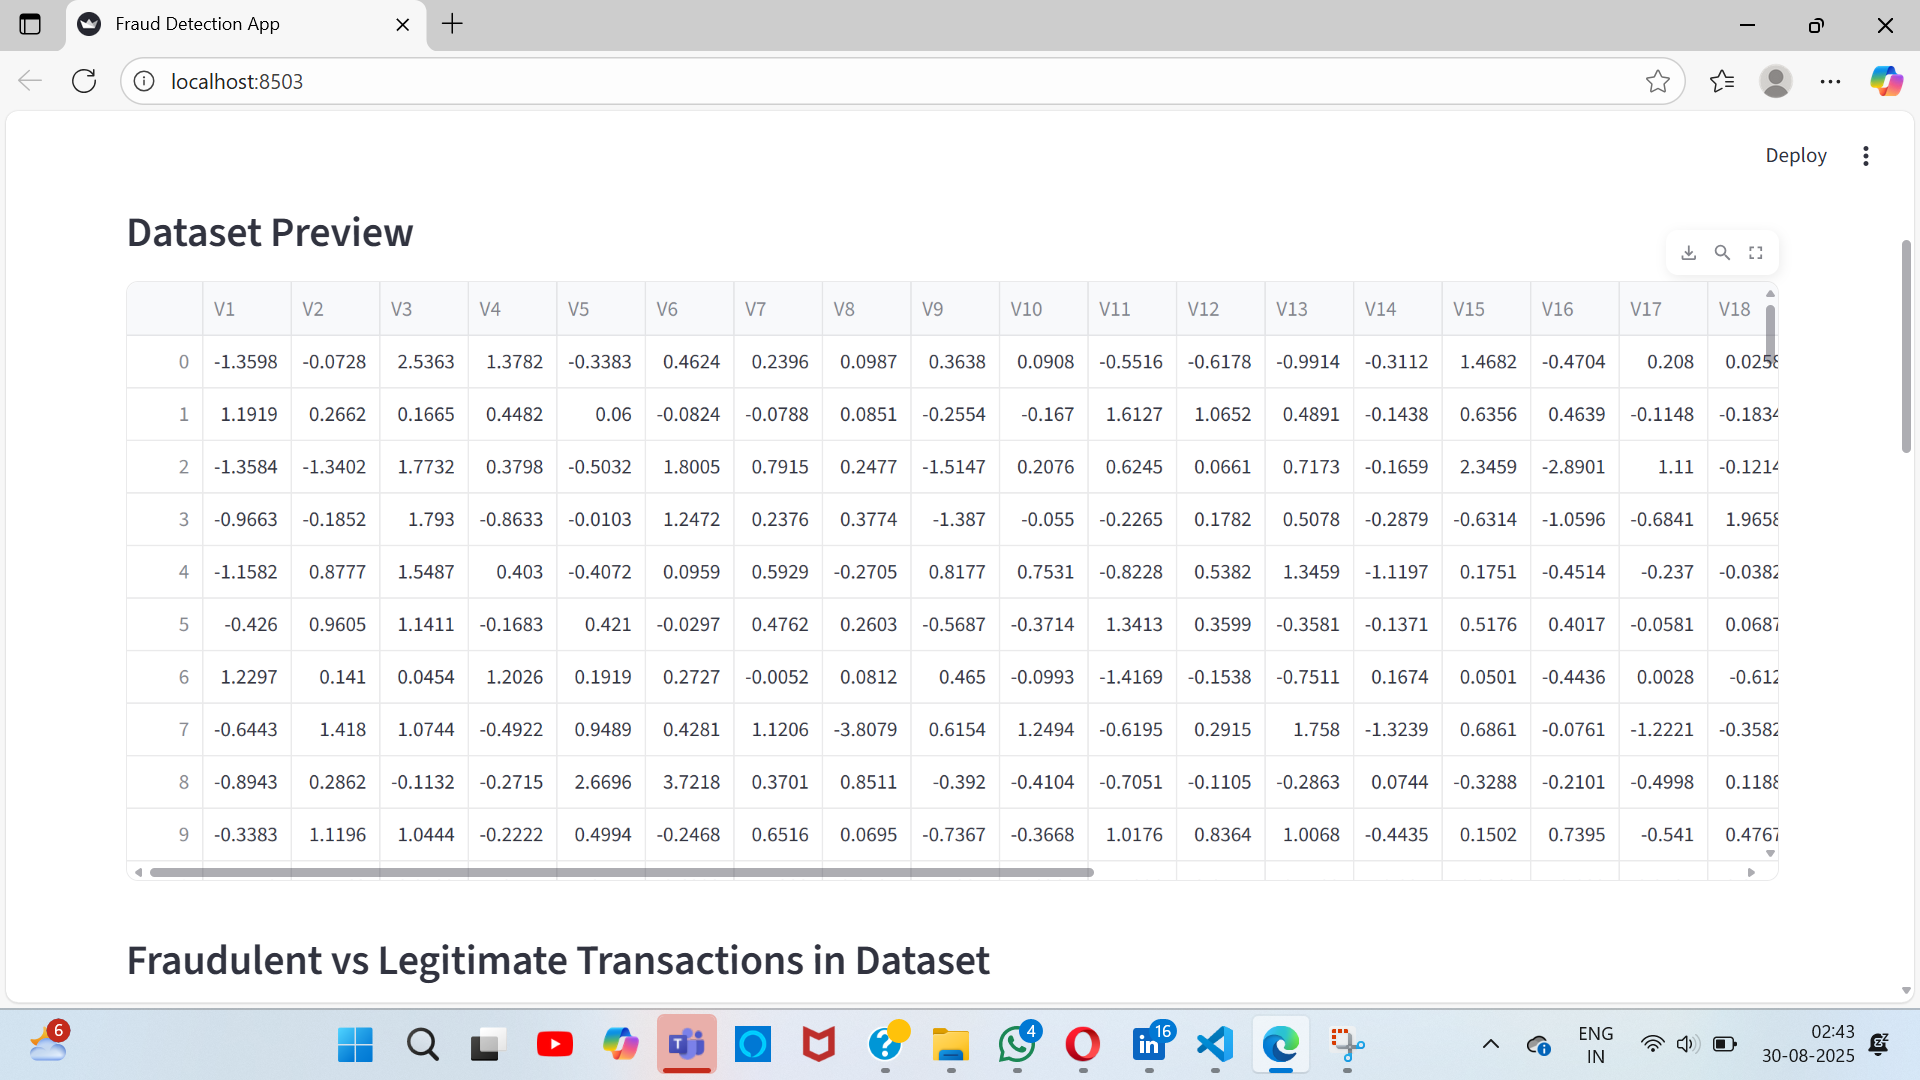 Fraud Detection App
localhost:8503
Deploy
Dataset Preview
V1 V2 V3 V4 V5 V6 V7 V8 V9 V10 V11 V12 V13 V14 V15 V16 V17 V18
0 -1.3598 -0.0728 2.5363 1.3782 -0.3383 0.4624 0.2396 0.0987 0.3638 0.0908 -0.5516 -0.6178 -0.9914 -0.3112 1.4682 -0.4704 0.208 0.0258
1 1.1919 0.2662 0.1665 0.4482 0.06 -0.0824 -0.0788 0.0851 -0.2554 -0.167 1.6127 1.0652 0.4891 -0.1438 0.6356 0.4639 -0.1148 -0.1834
2 -1.3584 -1.3402 1.7732 0.3798 -0.5032 1.8005 0.7915 0.2477 -1.5147 0.2076 0.6245 0.0661 0.7173 -0.1659 2.3459 -2.8901 1.11 -0.1214
3 -0.9663 -0.1852 1.793 -0.8633 -0.0103 1.2472 0.2376 0.3774 -1.387 -0.055 -0.2265 0.1782 0.5078 -0.2879 -0.6314 -1.0596 -0.6841 1.9658
4 -1.1582 0.8777 1.5487 0.403 -0.4072 0.0959 0.5929 -0.2705 0.8177 0.7531 -0.8228 0.5382 1.3459 -1.1197 0.1751 -0.4514 -0.237 -0.0382
5 -0.426 0.9605 1.1411 -0.1683 0.421 -0.0297 0.4762 0.2603 -0.5687 -0.3714 1.3413 0.3599 -0.3581 -0.1371 0.5176 0.4017 -0.0581 0.0687
6 1.2297 0.141 0.0454 1.2026 0.1919 0.2727 -0.0052 0.0812 0.465 -0.0993 -1.4169 -0.1538 -0.7511 0.1674 0.0501 -0.4436 0.0028 -0.612
7 -0.6443 1.418 1.0744 -0.4922 0.9489 0.4281 1.1206 -3.8079 0.6154 1.2494 -0.6195 0.2915 1.758 -1.3239 0.6861 -0.0761 -1.2221 -0.3582
8 -0.8943 0.2862 -0.1132 -0.2715 2.6696 3.7218 0.3701 0.8511 -0.392 -0.4104 -0.7051 -0.1105 -0.2863 0.0744 -0.3288 -0.2101 -0.4998 0.1188
9 -0.3383 1.1196 1.0444 -0.2222 0.4994 -0.2468 0.6516 0.0695 -0.7367 -0.3668 1.0176 0.8364 1.0068 -0.4435 0.1502 0.7395 -0.541 0.4767
Fraudulent vs Legitimate Transactions in Dataset
6
4
16
ENG
IN
02:43
30-08-2025